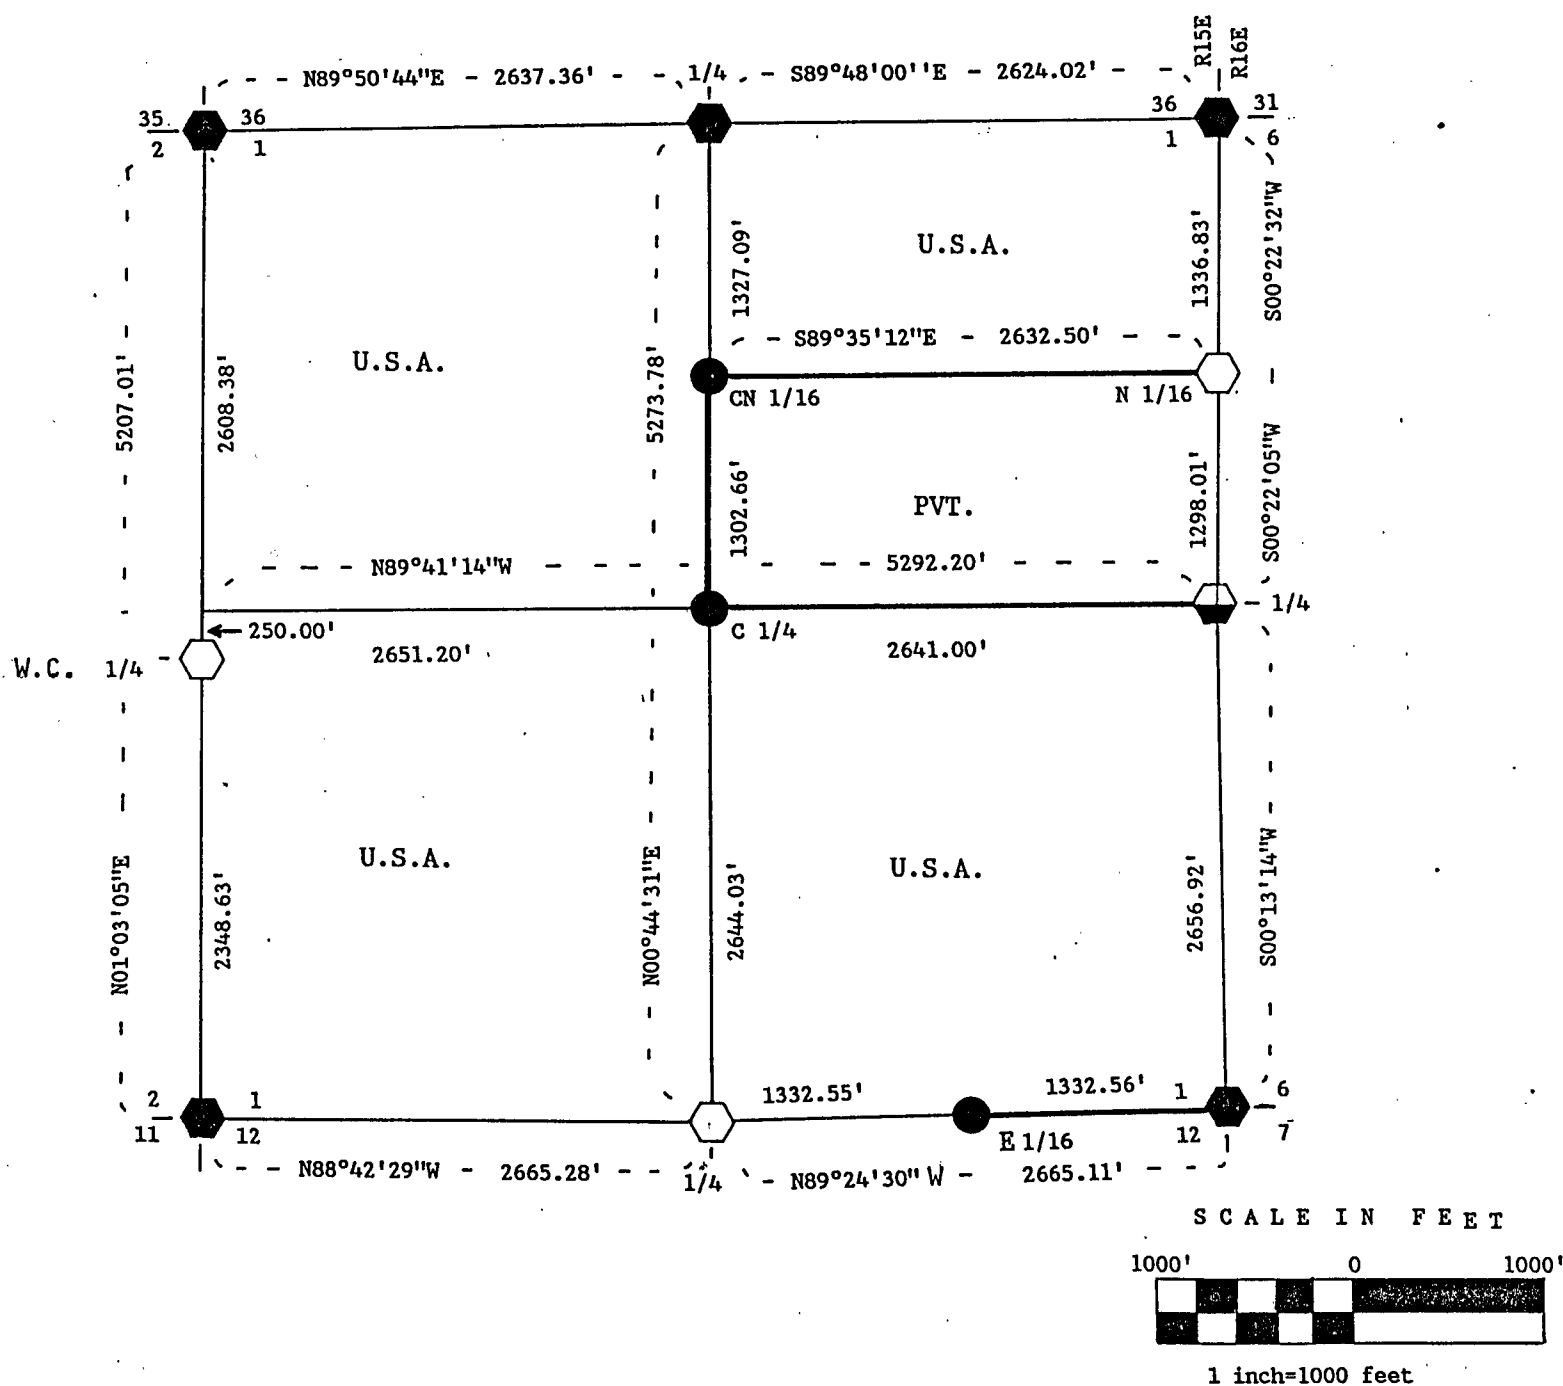 R15E
R16E
N89°50'44"E - 2637.36'
1/4
S89°48'00''E - 2624.02'
35
36
36
31
2
1
1
6
U.S.A.
U.S.A.
1327.09'
1336.83'
S00°22'32"W
S89°35'12"E - 2632.50'
CN 1/16
N 1/16
5207.01'
2608.38'
5273.78'
1302.66'
PVT.
1298.01'
S00°22'05"W
N89°41'14"W
5292.20'
1/4
250.00'
C 1/4
2651.20'
2641.00'
W.C. 1/4
U.S.A.
U.S.A.
N01°03'05"E
2348.63'
N00°44'31"E
2644.03'
2656.92'
S00°13'14"W
1332.55'
1332.56'
2
1
1
6
11
12
12
7
E 1/16
N88°42'29"W - 2665.28'
1/4
N89°24'30"W - 2665.11'
SCALE IN FEET
1000' 0 1000'
1 inch=1000 feet